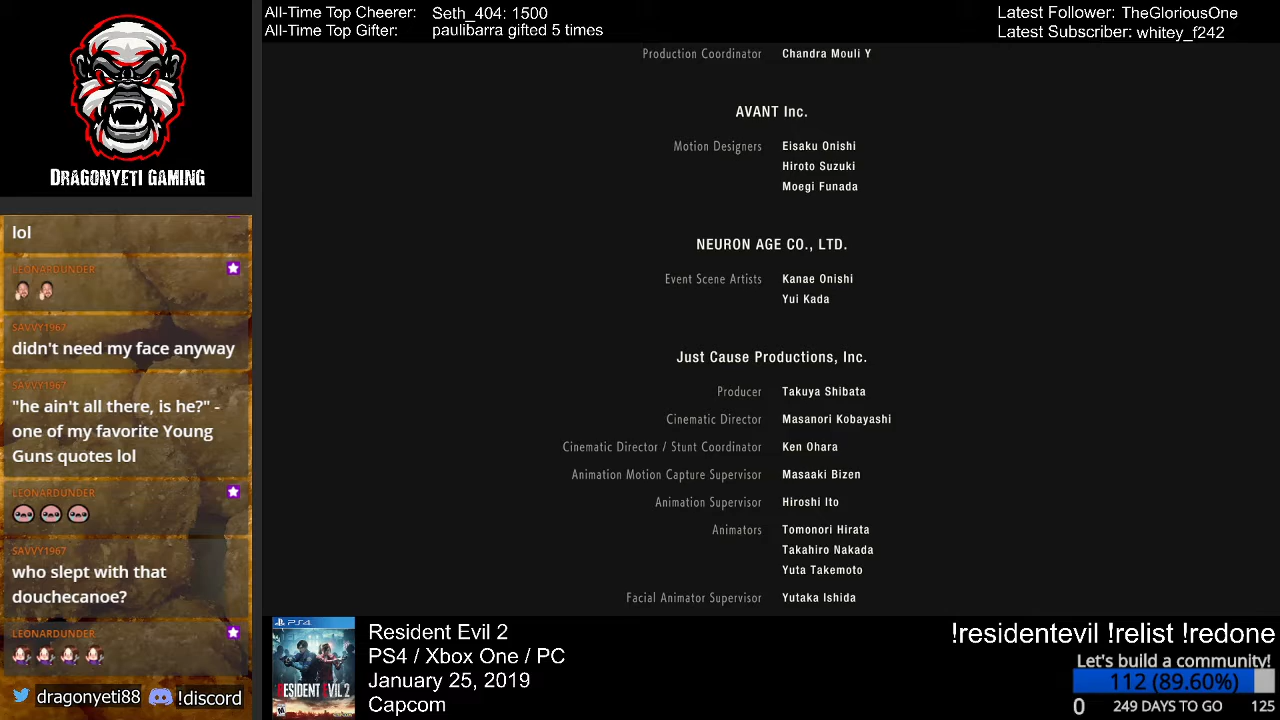 All-Time Top Cheerer: Seth_404: 1500
All-Time Top Gifter: paulibarra gifted 5 times
Latest Follower: TheGloriousOne
Latest Subscriber: whitey_f242
DRAGONYETI GAMING
lol
LEONARDUNDER
SAVVY1967
didn't need my face anyway
SAVVY1967
"he ain't all there, is he?" -
one of my favorite Young
Guns quotes lol
LEONARDUNDER
SAVVY1967
who slept with that
douchecanoe?
LEONARDUNDER
dragonyeti88 !discord
Production Coordinator Chandra Mouli Y
AVANT Inc.
Motion Designers Eisaku Onishi
Hiroto Suzuki
Moegi Funada
NEURON AGE CO., LTD.
Event Scene Artists Kanae Onishi
Yui Kada
Just Cause Productions, Inc.
Producer Takuya Shibata
Cinematic Director Masanori Kobayashi
Cinematic Director / Stunt Coordinator Ken Ohara
Animation Motion Capture Supervisor Masaaki Bizen
Animation Supervisor Hiroshi Ito
Animators Tomonori Hirata
Takahiro Nakada
Yuta Takemoto
Facial Animator Supervisor Yutaka Ishida
PS4
RESIDENT EVIL 2
Resident Evil 2
PS4 / Xbox One / PC
January 25, 2019
Capcom
!residentevil !relist !redone
Let's build a community!
112 (89.60%)
0 249 DAYS TO GO 125